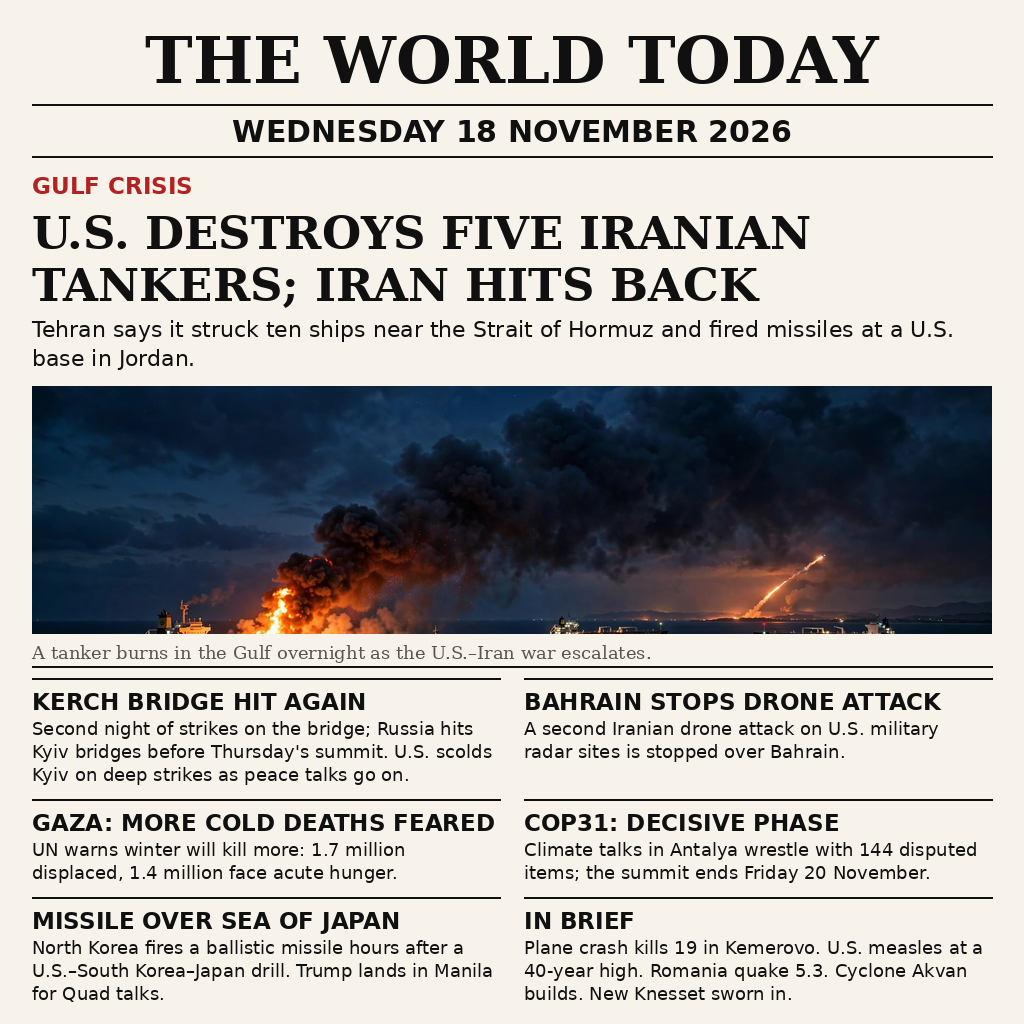 THE WORLD TODAY
WEDNESDAY 18 NOVEMBER 2026
GULF CRISIS
U.S. DESTROYS FIVE IRANIAN
TANKERS; IRAN HITS BACK
Tehran says it struck ten ships near the Strait of Hormuz and fired missiles at a U.S.
base in Jordan.
A tanker burns in the Gulf overnight as the U.S.–Iran war escalates.
KERCH BRIDGE HIT AGAIN
Second night of strikes on the bridge; Russia hits
Kyiv bridges before Thursday's summit. U.S. scolds
Kyiv on deep strikes as peace talks go on.
BAHRAIN STOPS DRONE ATTACK
A second Iranian drone attack on U.S. military
radar sites is stopped over Bahrain.
GAZA: MORE COLD DEATHS FEARED
UN warns winter will kill more: 1.7 million
displaced, 1.4 million face acute hunger.
COP31: DECISIVE PHASE
Climate talks in Antalya wrestle with 144 disputed
items; the summit ends Friday 20 November.
MISSILE OVER SEA OF JAPAN
North Korea fires a ballistic missile hours after a
U.S.–South Korea–Japan drill. Trump lands in Manila
for Quad talks.
IN BRIEF
Plane crash kills 19 in Kemerovo. U.S. measles at a
40-year high. Romania quake 5.3. Cyclone Akvan
builds. New Knesset sworn in.